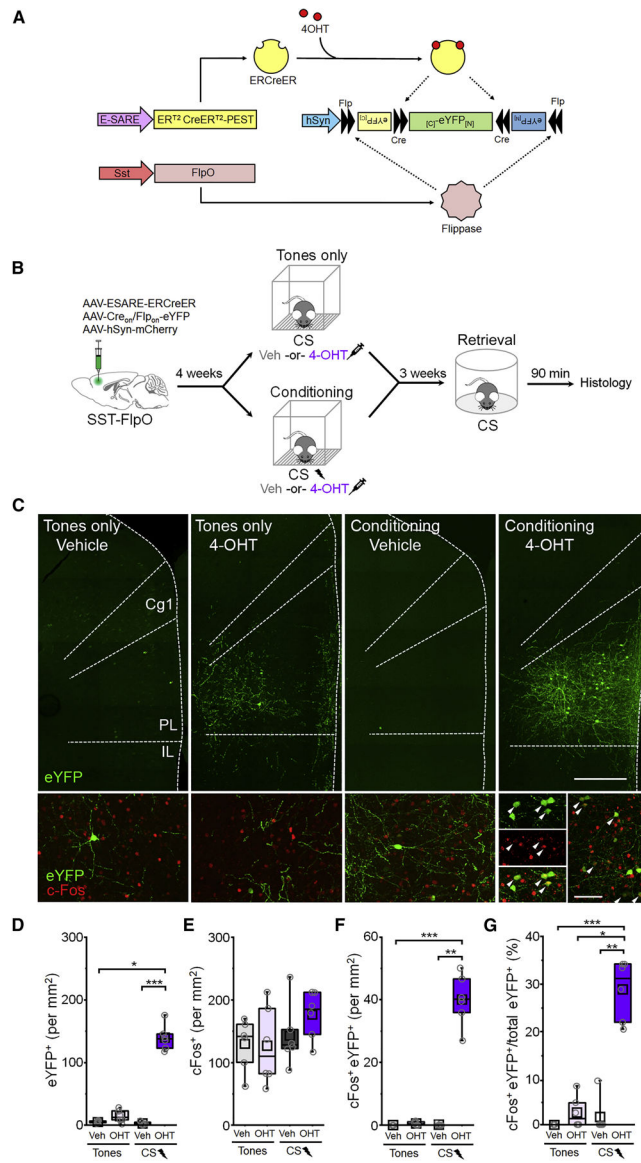 A
4OHT
ERCreER
E-SARE
ERT2 CreERT2-PEST
hSyn
Flp
eYFP[C]
Cre
[C]-eYFP[N]
Cre
eYFP[N]
Flp
Sst
FlpO
Flippase
B
Tones only
AAV-ESARE-ERCreER
AAV-Creon/Flpon-eYFP
AAV-hSyn-mCherry
CS
Veh -or- 4-OHT
4 weeks
3 weeks
Retrieval
90 min
Histology
SST-FlpO
Conditioning
CS
CS
Veh -or- 4-OHT
C
Tones only
Vehicle
Tones only
4-OHT
Conditioning
Vehicle
Conditioning
4-OHT
Cg1
PL
IL
eYFP
eYFP
c-Fos
D
eYFP+ (per mm2)
300
200
100
0
*
***
Veh OHT Veh OHT
Tones CS
E
cFos+ (per mm2)
300
200
100
0
Veh OHT Veh OHT
Tones CS
F
cFos+ eYFP+ (per mm2)
60
40
20
0
***
**
Veh OHT Veh OHT
Tones CS
G
cFos+ eYFP+/total eYFP+ (%)
40
30
20
10
0
***
*
**
Veh OHT Veh OHT
Tones CS